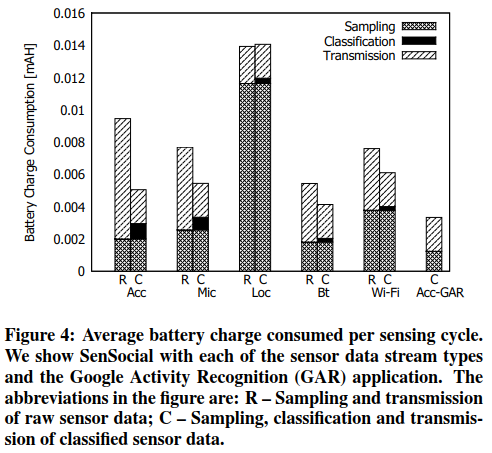 0.016
0.014
0.012
0.01
0.008
0.006
0.004
0.002
0
Battery Charge Consumption [mAH]
Sampling
Classification
Transmission
R C R C R C R C R C C
Acc Mic Loc Bt Wi-Fi Acc-GAR
Figure 4: Average battery charge consumed per sensing cycle.
We show SenSocial with each of the sensor data stream types
and the Google Activity Recognition (GAR) application. The
abbreviations in the figure are: R – Sampling and transmission
of raw sensor data; C – Sampling, classification and transmis-
sion of classified sensor data.